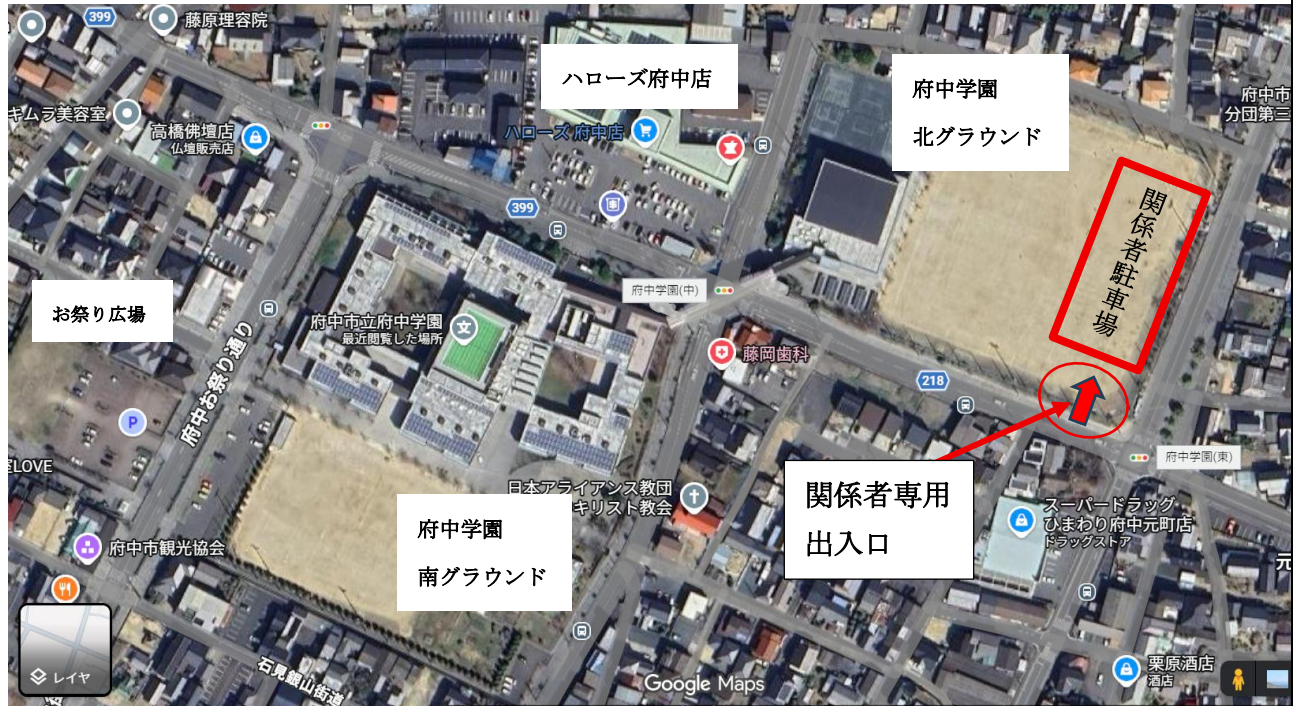 399
藤原理容院
キムラ美容室
高橋佛壇店
仏壇販売店
ハローズ府中店
ハローズ 府中店
府中学園
北グラウンド
府中市
分団第三
関係者駐車場
399
府中学園(中)
お祭り広場
府中お祭り通り
府中市立府中学園
最近閲覧した場所
藤岡歯科
218
P
LOVE
府中学園(東)
関係者専用
出入口
日本アライアンス教団
キリスト教会
府中学園
南グラウンド
スーパードラッグ
ひまわり府中元町店
ドラッグストア
府中市観光協会
元
レイヤ
石見銀山街道
Google Maps
栗原酒店
酒店